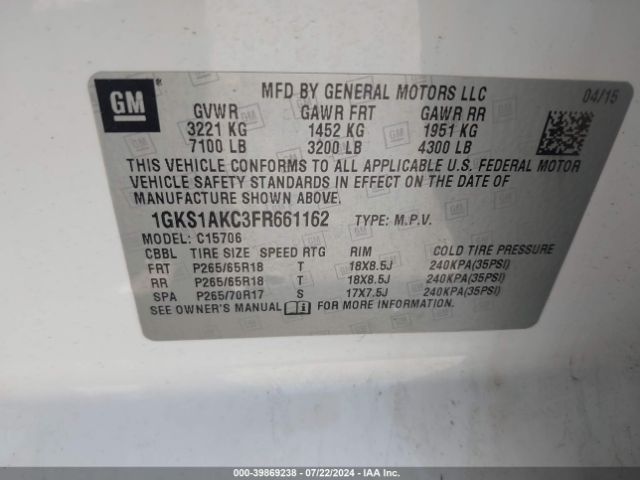 GM
MFD BY GENERAL MOTORS LLC
04/15
GVWR GAWR FRT GAWR RR
3221 KG 1452 KG 1951 KG
7100 LB 3200 LB 4300 LB
THIS VEHICLE CONFORMS TO ALL APPLICABLE U.S. FEDERAL MOTOR
VEHICLE SAFETY STANDARDS IN EFFECT ON THE DATE OF
MANUFACTURE SHOWN ABOVE.
1GKS1AKC3FR661162 TYPE: M.P.V.
MODEL: C15706
CBBL TIRE SIZE SPEED RTG RIM COLD TIRE PRESSURE
FRT P265/65R18 T 18X8.5J 240KPA(35PSI)
RR P265/65R18 T 18X8.5J 240KPA(35PSI)
SPA P265/70R17 S 17X7.5J 240KPA(35PSI)
SEE OWNER'S MANUAL i FOR MORE INFORMATION.
000-39869238 - 07/22/2024 - IAA Inc.